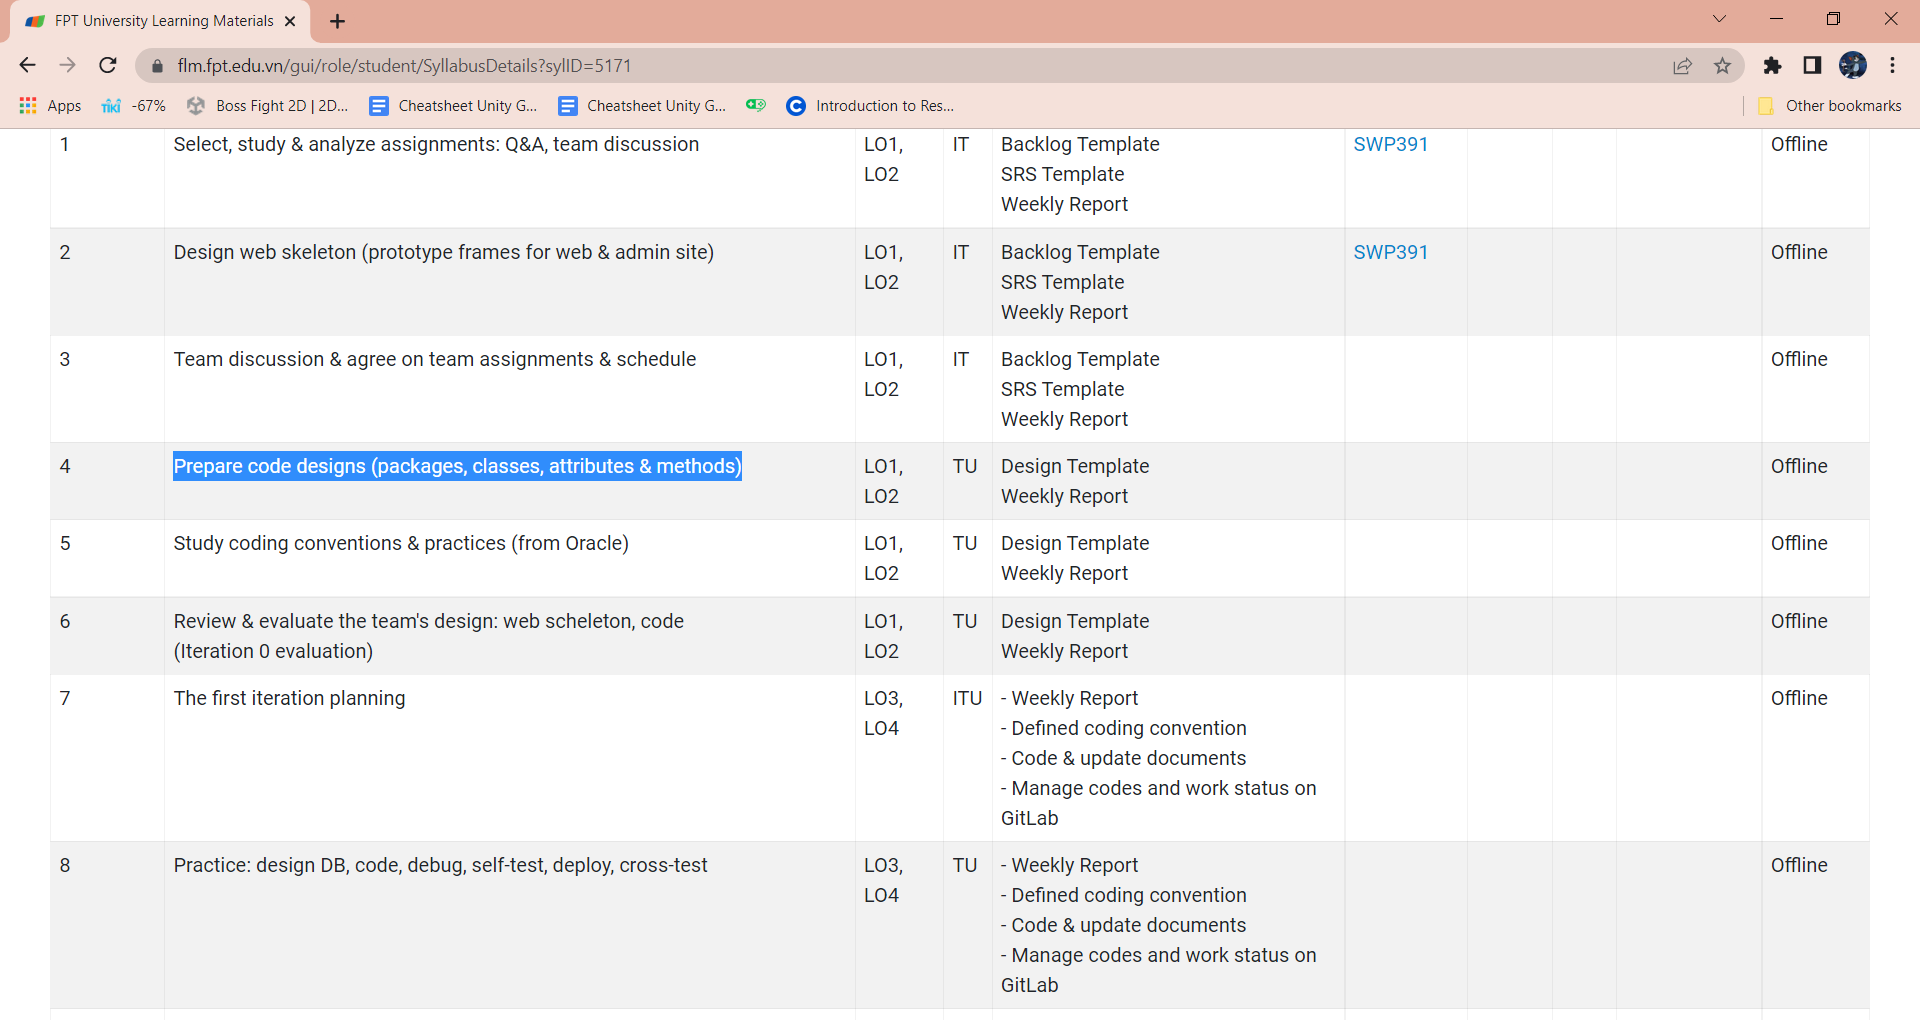 FPT University Learning Materials
flm.fpt.edu.vn/gui/role/student/SyllabusDetails?sylID=5171
Apps TIKI -67% Boss Fight 2D | 2D... Cheatsheet Unity G... Cheatsheet Unity G... C Introduction to Res... Other bookmarks
1 Select, study & analyze assignments: Q&A, team discussion LO1, IT Backlog Template SWP391 Offline
LO2 SRS Template
Weekly Report
2 Design web skeleton (prototype frames for web & admin site) LO1, IT Backlog Template SWP391 Offline
LO2 SRS Template
Weekly Report
3 Team discussion & agree on team assignments & schedule LO1, IT Backlog Template Offline
LO2 SRS Template
Weekly Report
4 Prepare code designs (packages, classes, attributes & methods) LO1, TU Design Template Offline
LO2 Weekly Report
5 Study coding conventions & practices (from Oracle) LO1, TU Design Template Offline
LO2 Weekly Report
6 Review & evaluate the team's design: web scheleton, code LO1, TU Design Template Offline
(Iteration 0 evaluation) LO2 Weekly Report
7 The first iteration planning LO3, ITU - Weekly Report Offline
LO4 - Defined coding convention
- Code & update documents
- Manage codes and work status on
GitLab
8 Practice: design DB, code, debug, self-test, deploy, cross-test LO3, TU - Weekly Report Offline
LO4 - Defined coding convention
- Code & update documents
- Manage codes and work status on
GitLab